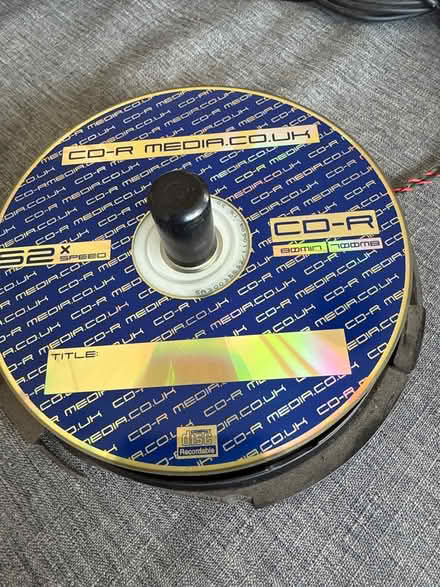 CD-R MEDIA.CO.UK
52x SPEED
CD-R
80min 700MB
TITLE:
COMPACT
disc
Recordable